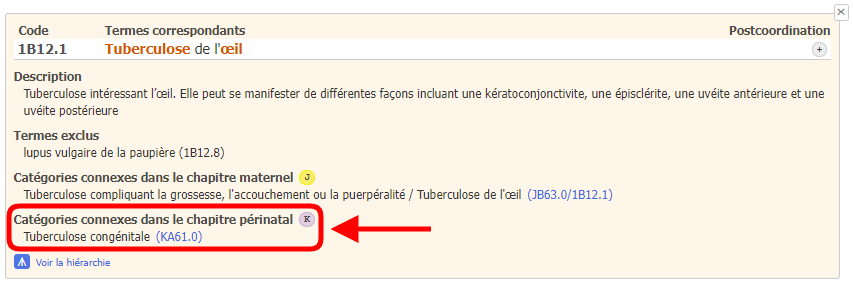 Code Termes correspondants Postcoordination
1B12.1 Tuberculose de l'œil +
Description
Tuberculose intéressant l’œil. Elle peut se manifester de différentes façons incluant une kératoconjonctivite, une épisclérite, une uvéite antérieure et une
uvéite postérieure
Termes exclus
lupus vulgaire de la paupière (1B12.8)
Catégories connexes dans le chapitre maternel J
Tuberculose compliquant la grossesse, l'accouchement ou la puerpéralité / Tuberculose de l'œil (JB63.0/1B12.1)
Catégories connexes dans le chapitre périnatal K
Tuberculose congénitale (KA61.0)
Voir la hiérarchie